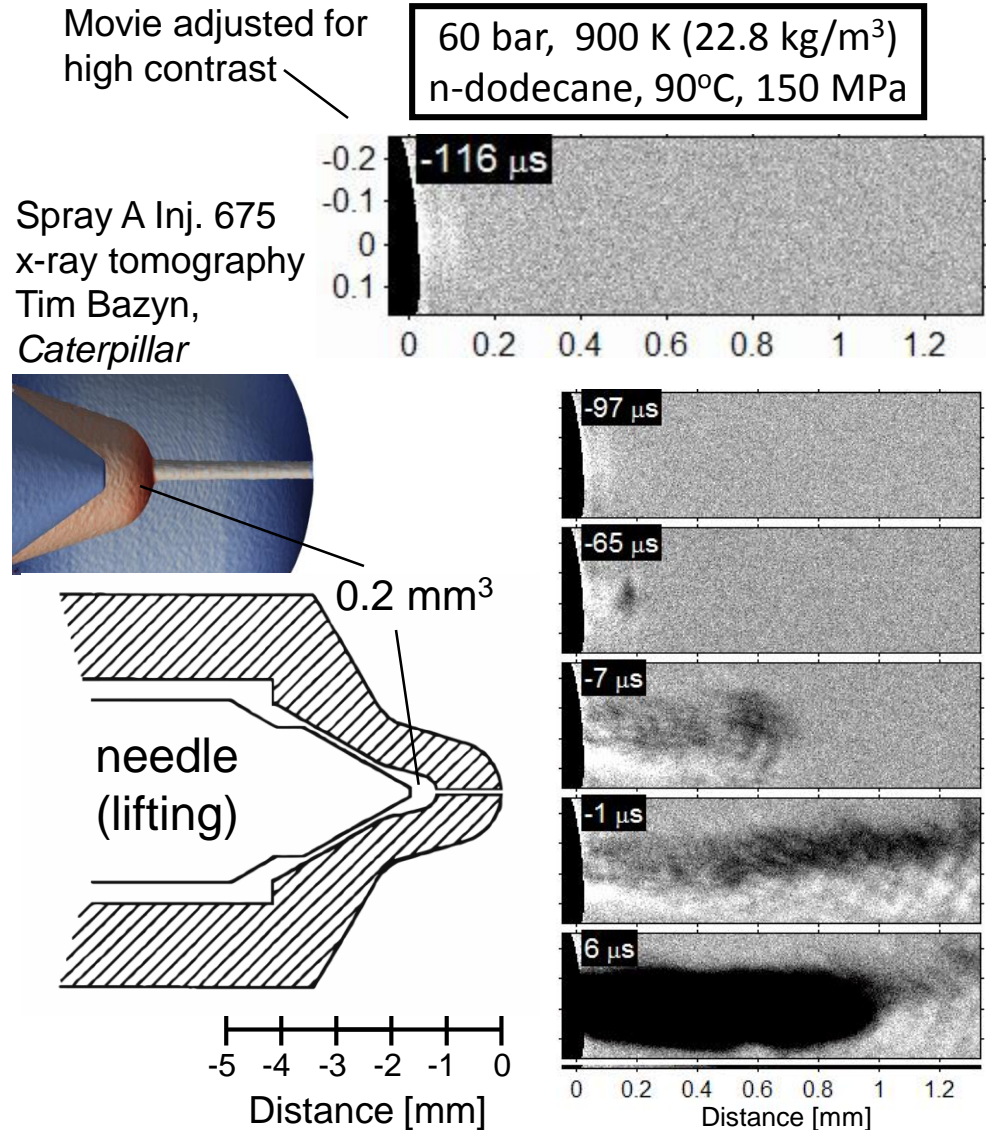 Movie adjusted for
high contrast
60 bar, 900 K (22.8 kg/m³)
n-dodecane, 90°C, 150 MPa
-116 µs
-0.2
-0.1
0
0.1
0 0.2 0.4 0.6 0.8 1 1.2
Spray A Inj. 675
x-ray tomography
Tim Bazyn,
Caterpillar
0.2 mm³
needle
(lifting)
-5 -4 -3 -2 -1 0
Distance [mm]
-97 µs
-65 µs
-7 µs
-1 µs
6 µs
0 0.2 0.4 0.6 0.8 1 1.2
Distance [mm]